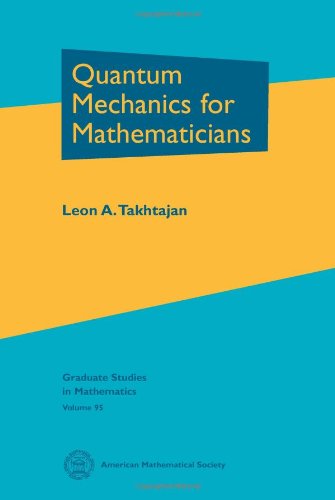 Quantum
Mechanics for
Mathematicians
Leon A. Takhtajan
Graduate Studies
in Mathematics
Volume 95
American Mathematical Society